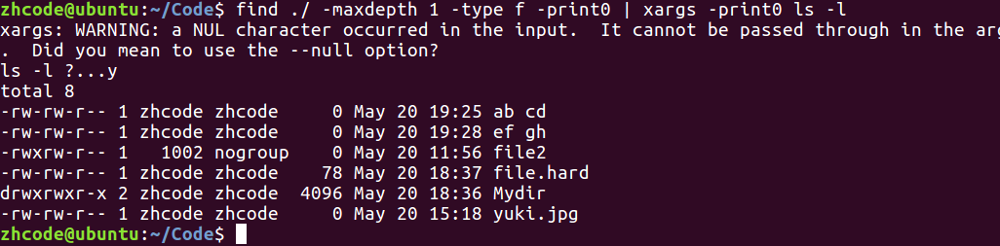 zhcode@ubuntu:~/Code$ find ./ -maxdepth 1 -type f -print0 | xargs -print0 ls -l
xargs: WARNING: a NUL character occurred in the input.  It cannot be passed through in the arg
.  Did you mean to use the --null option?
ls -l ?...y
total 8
-rw-rw-r-- 1 zhcode zhcode    0 May 20 19:25 ab cd
-rw-rw-r-- 1 zhcode zhcode    0 May 20 19:28 ef gh
-rwxrw-r-- 1   1002 nogroup    0 May 20 11:56 file2
-rw-rw-r-- 1 zhcode zhcode   78 May 20 18:37 file.hard
drwxrwxr-x 2 zhcode zhcode  4096 May 20 18:36 Mydir
-rw-rw-r-- 1 zhcode zhcode    0 May 20 15:18 yuki.jpg
zhcode@ubuntu:~/Code$